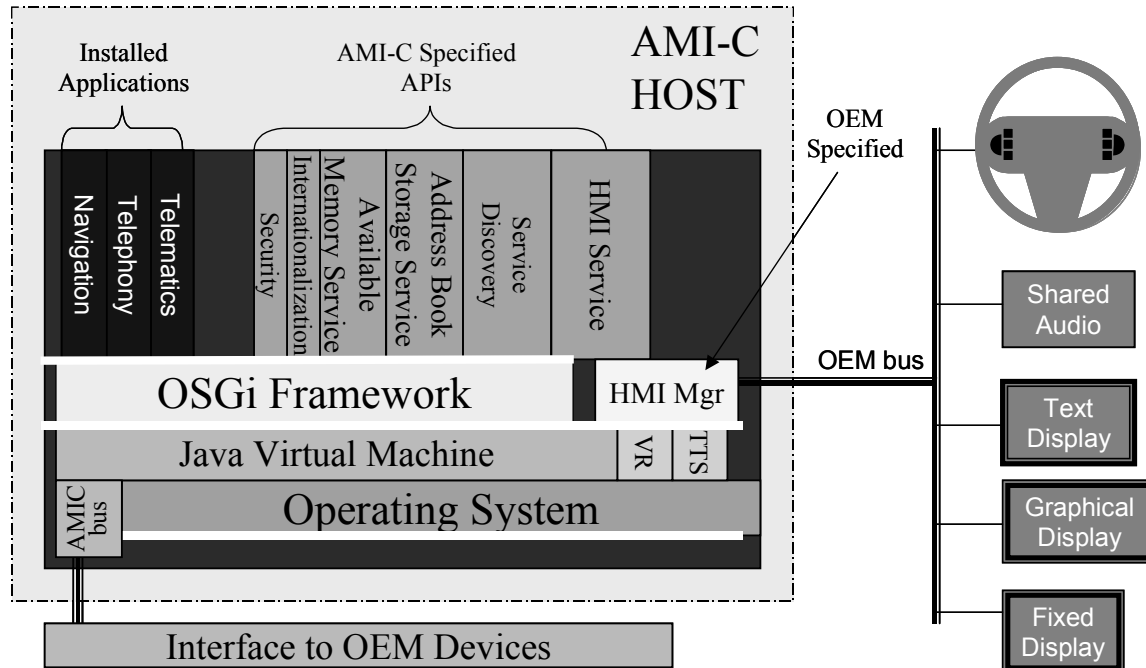 Installed
Applications
AMI-C Specified
APIs
AMI-C
HOST
OEM
Specified
Navigation
Telephony
Telematics
Security
Internationalization
Memory Service
Available
Storage Service
Address Book
Discovery
Service
HMI Service
OSGi Framework
HMI Mgr
OEM bus
Java Virtual Machine
VR
TTS
AMIC
bus
Operating System
Interface to OEM Devices
Shared
Audio
Text
Display
Graphical
Display
Fixed
Display